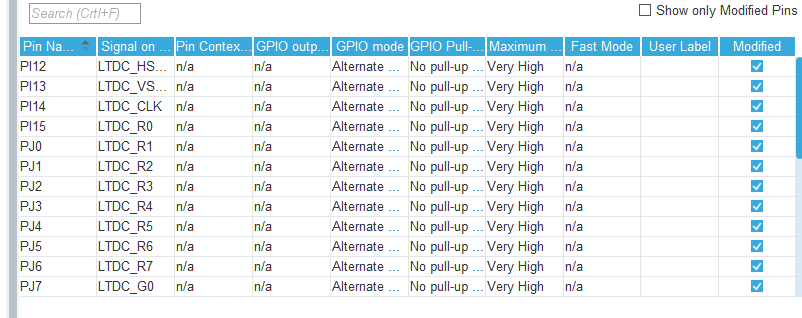 Search (Crtl+F)
Show only Modified Pins
Pin Na... Signal on ... Pin Contex... GPIO outp... GPIO mode GPIO Pull-... Maximum ... Fast Mode User Label Modified
PI12 LTDC_HS... n/a n/a Alternate ... No pull-up ... Very High n/a
PI13 LTDC_VS... n/a n/a Alternate ... No pull-up ... Very High n/a
PI14 LTDC_CLK n/a n/a Alternate ... No pull-up ... Very High n/a
PI15 LTDC_R0 n/a n/a Alternate ... No pull-up ... Very High n/a
PJ0 LTDC_R1 n/a n/a Alternate ... No pull-up ... Very High n/a
PJ1 LTDC_R2 n/a n/a Alternate ... No pull-up ... Very High n/a
PJ2 LTDC_R3 n/a n/a Alternate ... No pull-up ... Very High n/a
PJ3 LTDC_R4 n/a n/a Alternate ... No pull-up ... Very High n/a
PJ4 LTDC_R5 n/a n/a Alternate ... No pull-up ... Very High n/a
PJ5 LTDC_R6 n/a n/a Alternate ... No pull-up ... Very High n/a
PJ6 LTDC_R7 n/a n/a Alternate ... No pull-up ... Very High n/a
PJ7 LTDC_G0 n/a n/a Alternate ... No pull-up ... Very High n/a